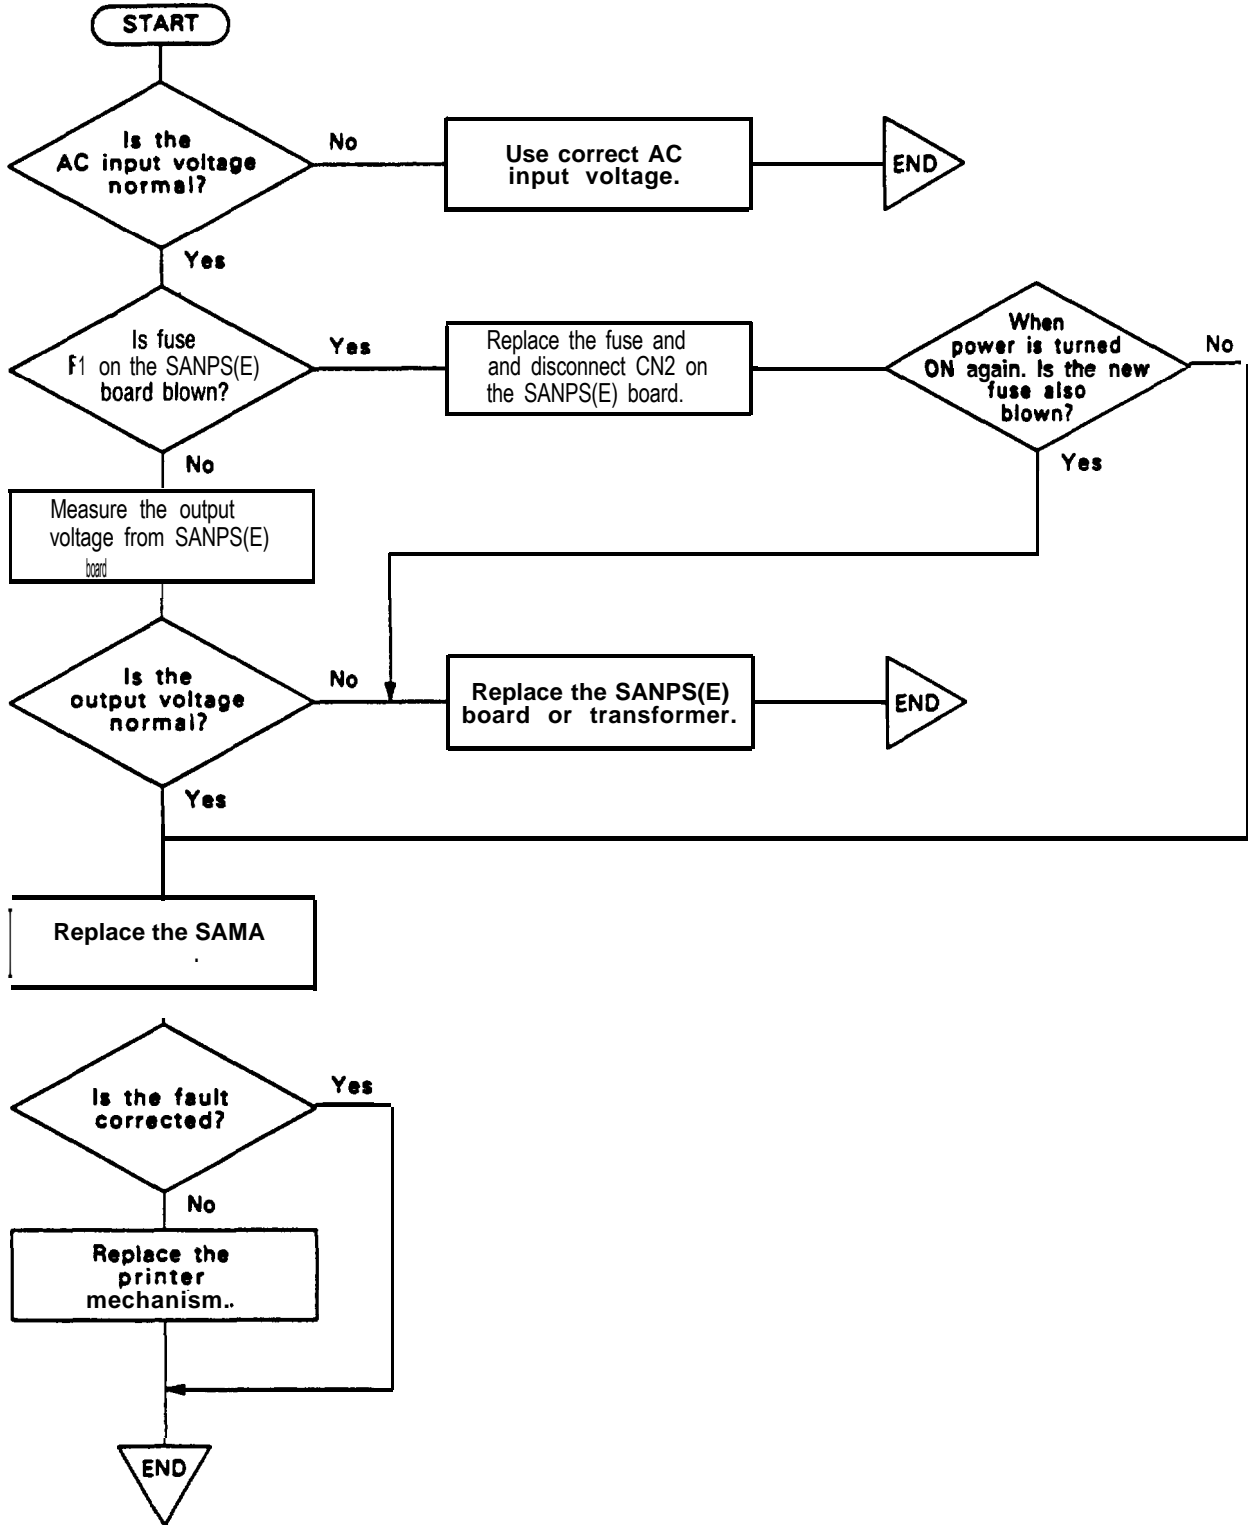 START
Is the
AC input voltage
normal?
No
Use correct AC
input voltage.
END
Yes
Is fuse
F1 on the SANPS(E)
board blown?
Yes
Replace the fuse and
and disconnect CN2 on
the SANPS(E) board.
When
power is turned
ON again. Is the new
fuse also
blown?
No
Yes
No
Measure the output
voltage from SANPS(E)
board
Is the
output voltage
normal?
No
Replace the SANPS(E)
board or transformer.
END
Yes
Replace the SAMA
Is the fault
corrected?
Yes
No
Replace the
printer
mechanism..
END